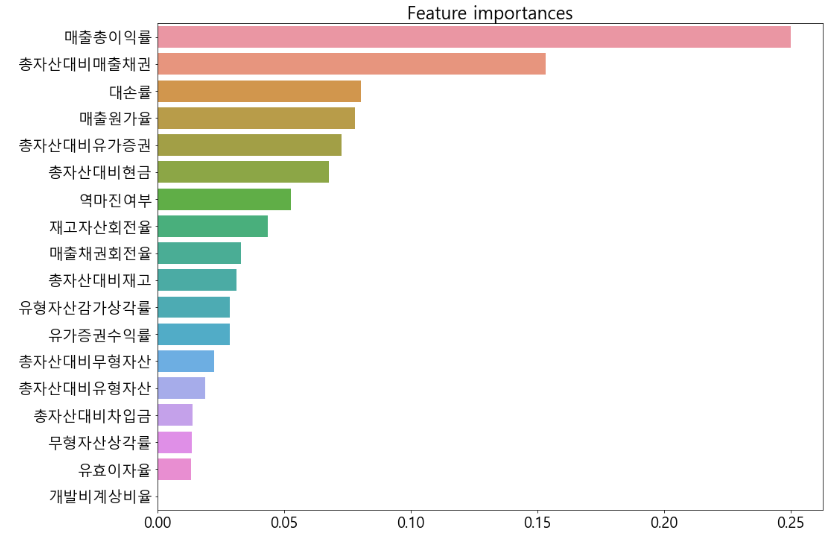 Feature importances
매출총이익률
총자산대비매출채권
대손률
매출원가율
총자산대비유가증권
총자산대비현금
역마진여부
재고자산회전율
매출채권회전율
총자산대비재고
유형자산감가상각률
유가증권수익률
총자산대비무형자산
총자산대비유형자산
총자산대비차입금
무형자산상각률
유효이자율
개발비계상비율
0.00 0.05 0.10 0.15 0.20 0.25